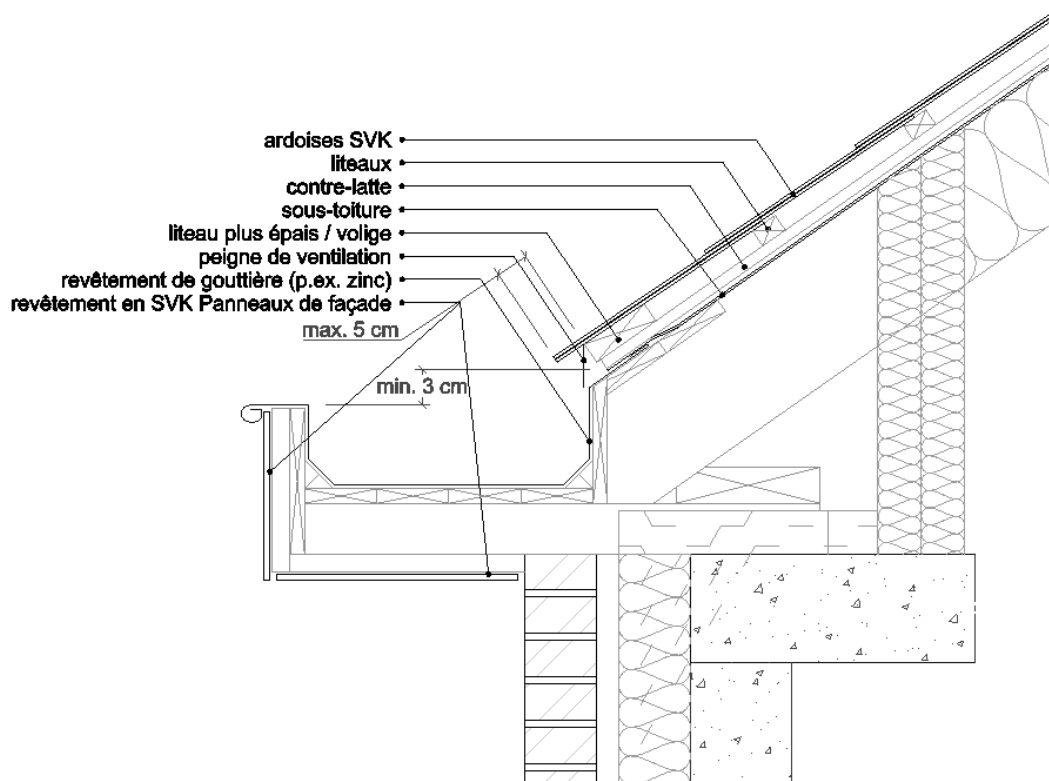 ardoises SVK
liteaux
contre-latte
sous-toiture
liteau plus épais / volige
peigne de ventilation
revêtement de gouttière (p.ex. zinc)
revêtement en SVK Panneaux de façade
max. 5 cm
min. 3 cm